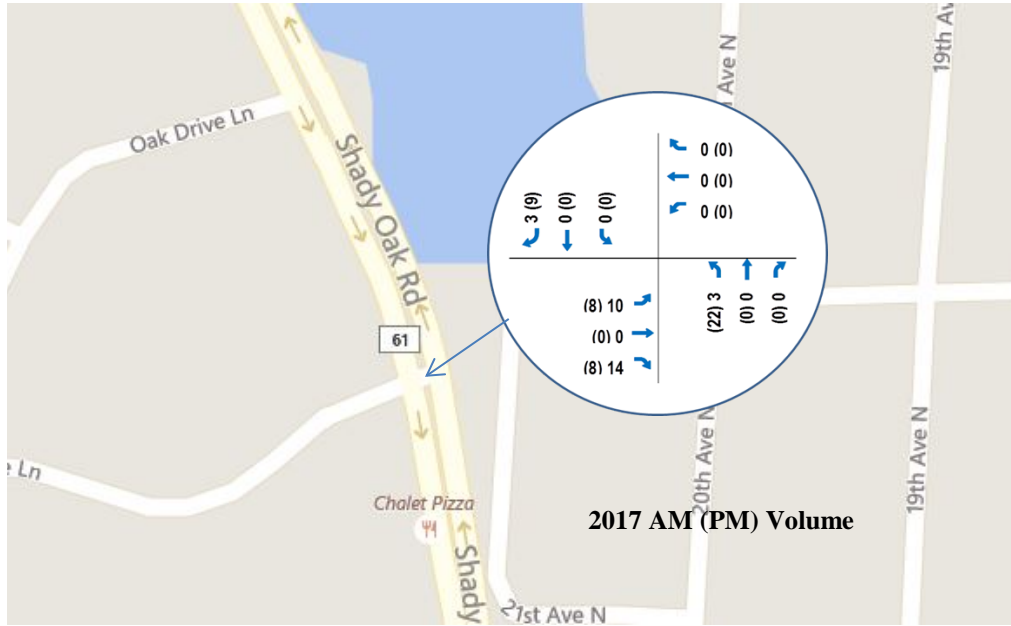 19th Av
Ave N
Oak Drive Ln
Shady Oak Rd
0 (0)
0 (0)
0 (0)
3 (9)
0 (0)
0 (0)
(8) 10
(0) 0
(8) 14
(22) 3
(0) 0
(0) 0
61
Ln
Chalet Pizza
Shady
20th Ave N
19th Ave N
2017 AM (PM) Volume
21st Ave N